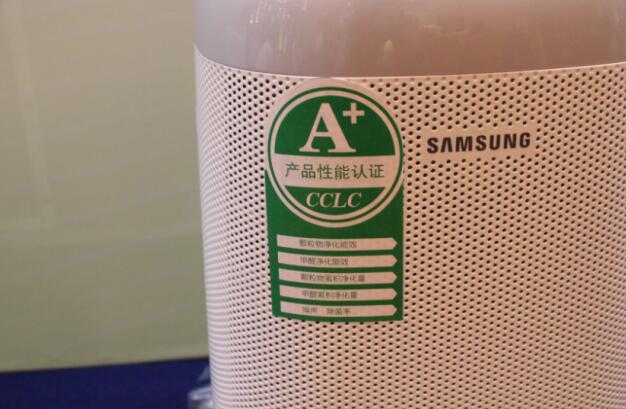 A+
产品性能认证
CCLC
SAMSUNG
颗粒物净化能效
甲醛净化能效
颗粒物累积净化量
甲醛累积净化量
噪声 除菌率